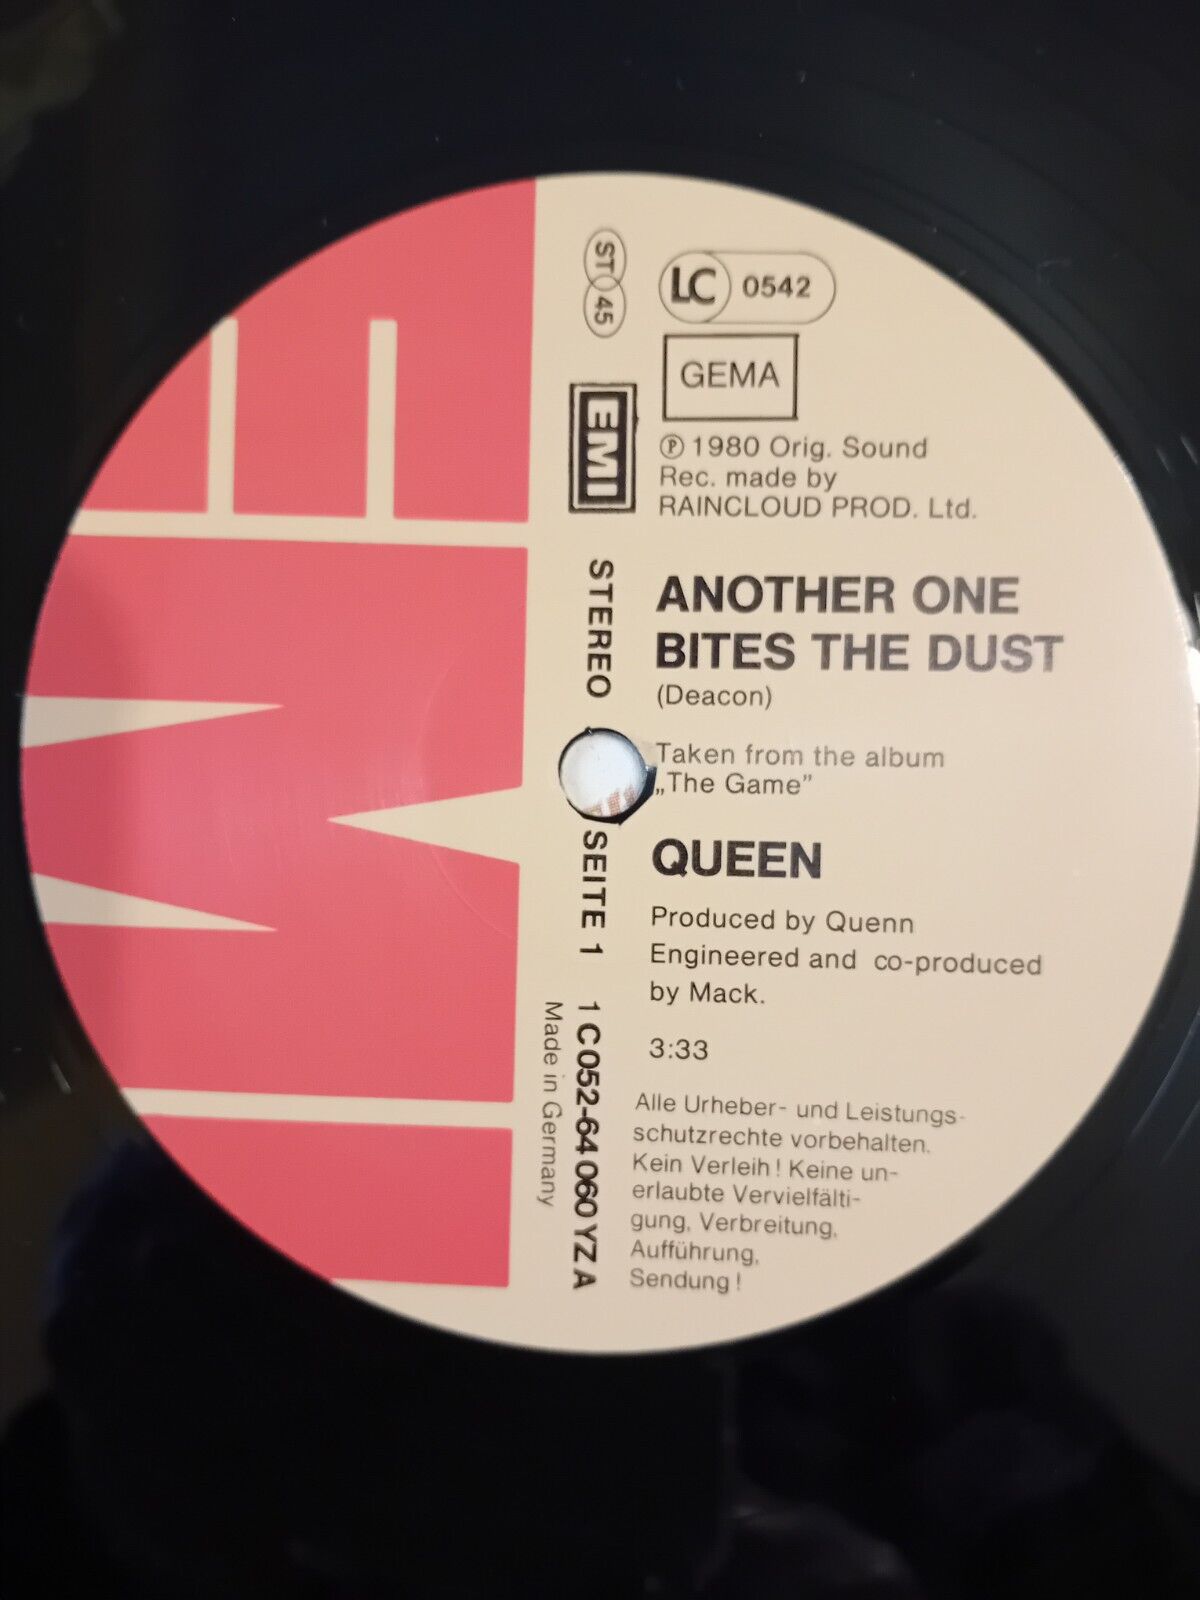 LC 0542
GEMA
Ⓟ 1980 Orig. Sound
Rec. made by
RAINCLOUD PROD. Ltd.
ANOTHER ONE
BITES THE DUST
(Deacon)
Taken from the album
„The Game”
QUEEN
Produced by Quenn
Engineered and co-produced
by Mack.
3:33
Alle Urheber- und Leistungs-
schutzrechte vorbehalten.
Kein Verleih! Keine un-
erlaubte Vervielfälti-
gung, Verbreitung,
Aufführung,
Sendung!
ST 45 EMI STEREO SEITE 1 1 C 052-64 060 YZ A
Made in Germany
EMI